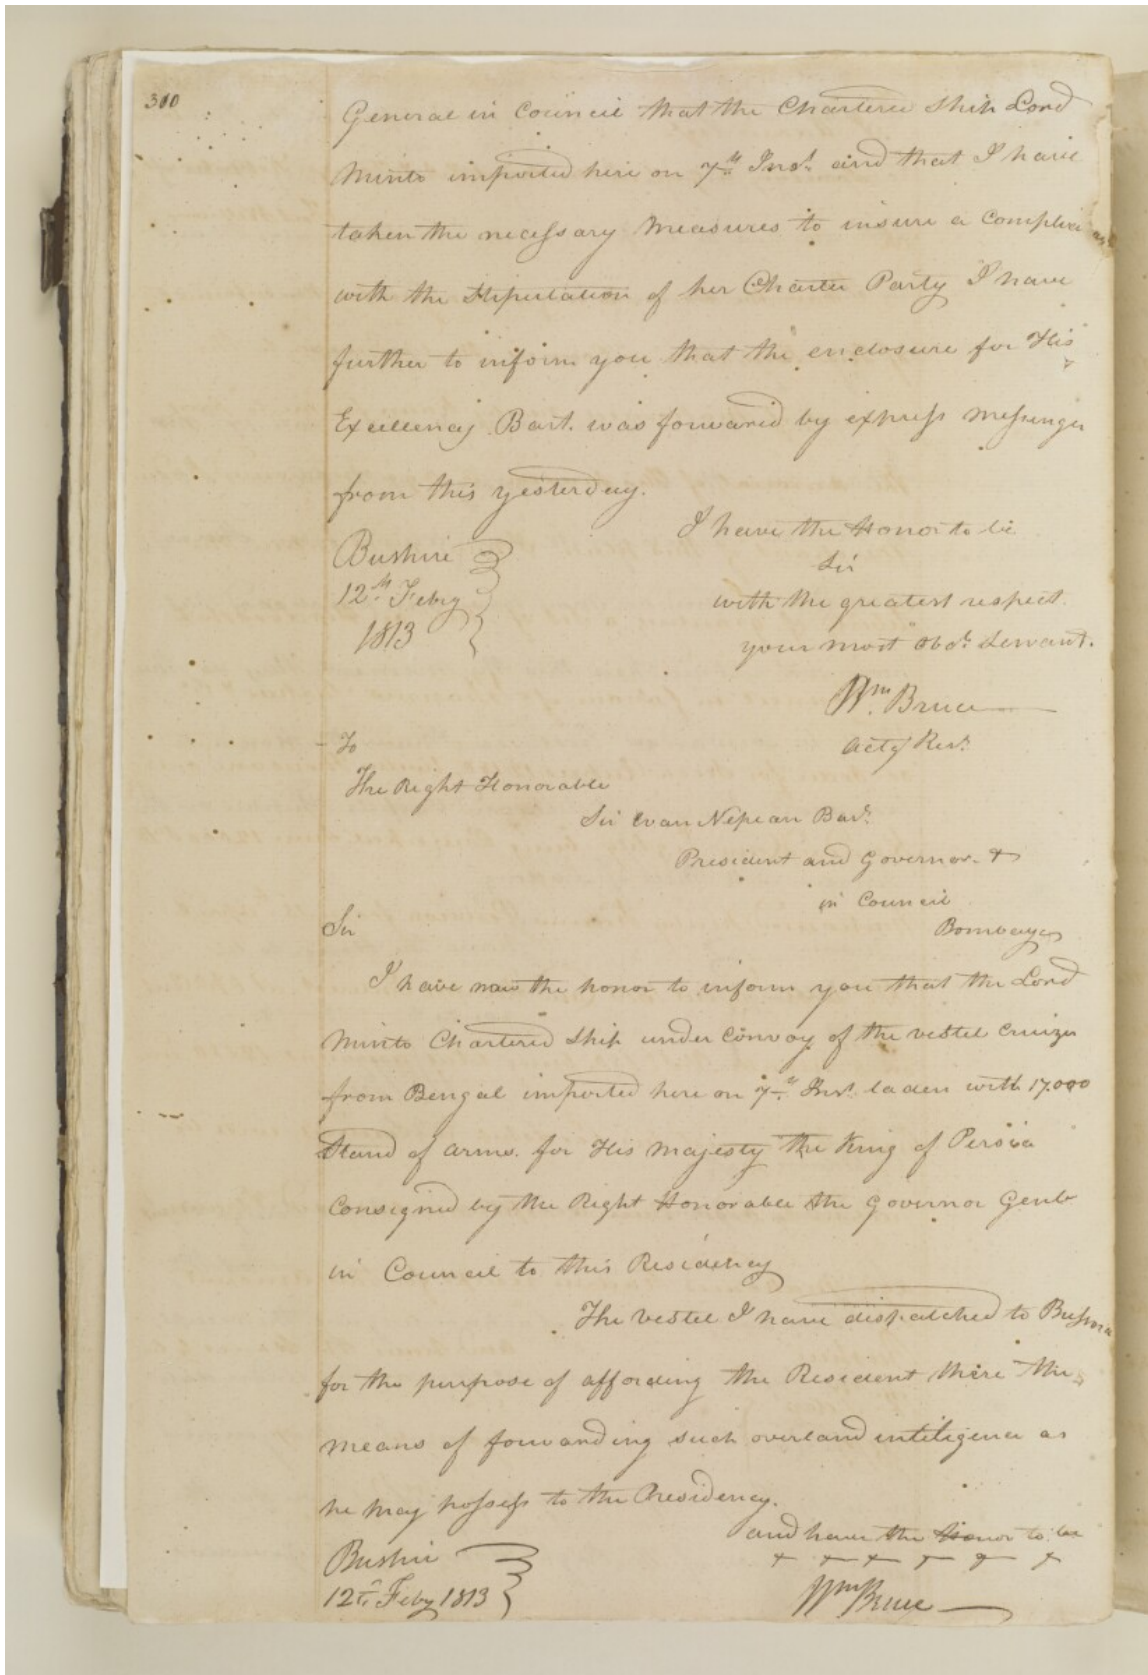 300
General in Council that the Chartered Ship Lord
Minto imported here on 7th Inst. and that I have
taken the necessary Measures to insure a
with the Stipulation of her Charter Party I have
further to inform you that the enclosure for His
Excellency Bart. was forward by express Messenger
from this yesterday.
I have the Honor to be
Sir
with the greatest respect.
your most Obdt. Servant.
Bushire
12th Feby
1813
Wm. Bruce
Actg Rest.
To
The Right Honorable
Sir Evan Nepean Bart.
President and Governor &
in Council
Bombay
Sir
I have now the honor to inform you that the Lord
Minto Chartered Ship under Convoy of the vestel Cruizer
from Bengal imported here on 7th Inst. laden with 17.000
Stand of arms. for His Majesty the King of Persia
Consigned by the Right Honorable the Governor Genl.
in Council to this Residency
The vestel I have dispatched to Bussora
for the purpose of affording the Resident there the
means of forwanding such overland intiligence as
he may possess to the Presidency.
and have the Honor to be
+ + + + + +
Bushire
12th Feby 1813
Wm Bruce